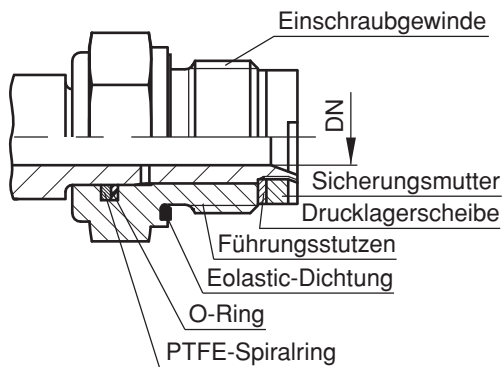 Einschraubgewinde
DN
Sicherungsmutter
Drucklagerscheibe
Führungsstutzen
Eolastic-Dichtung
O-Ring
PTFE-Spiralring